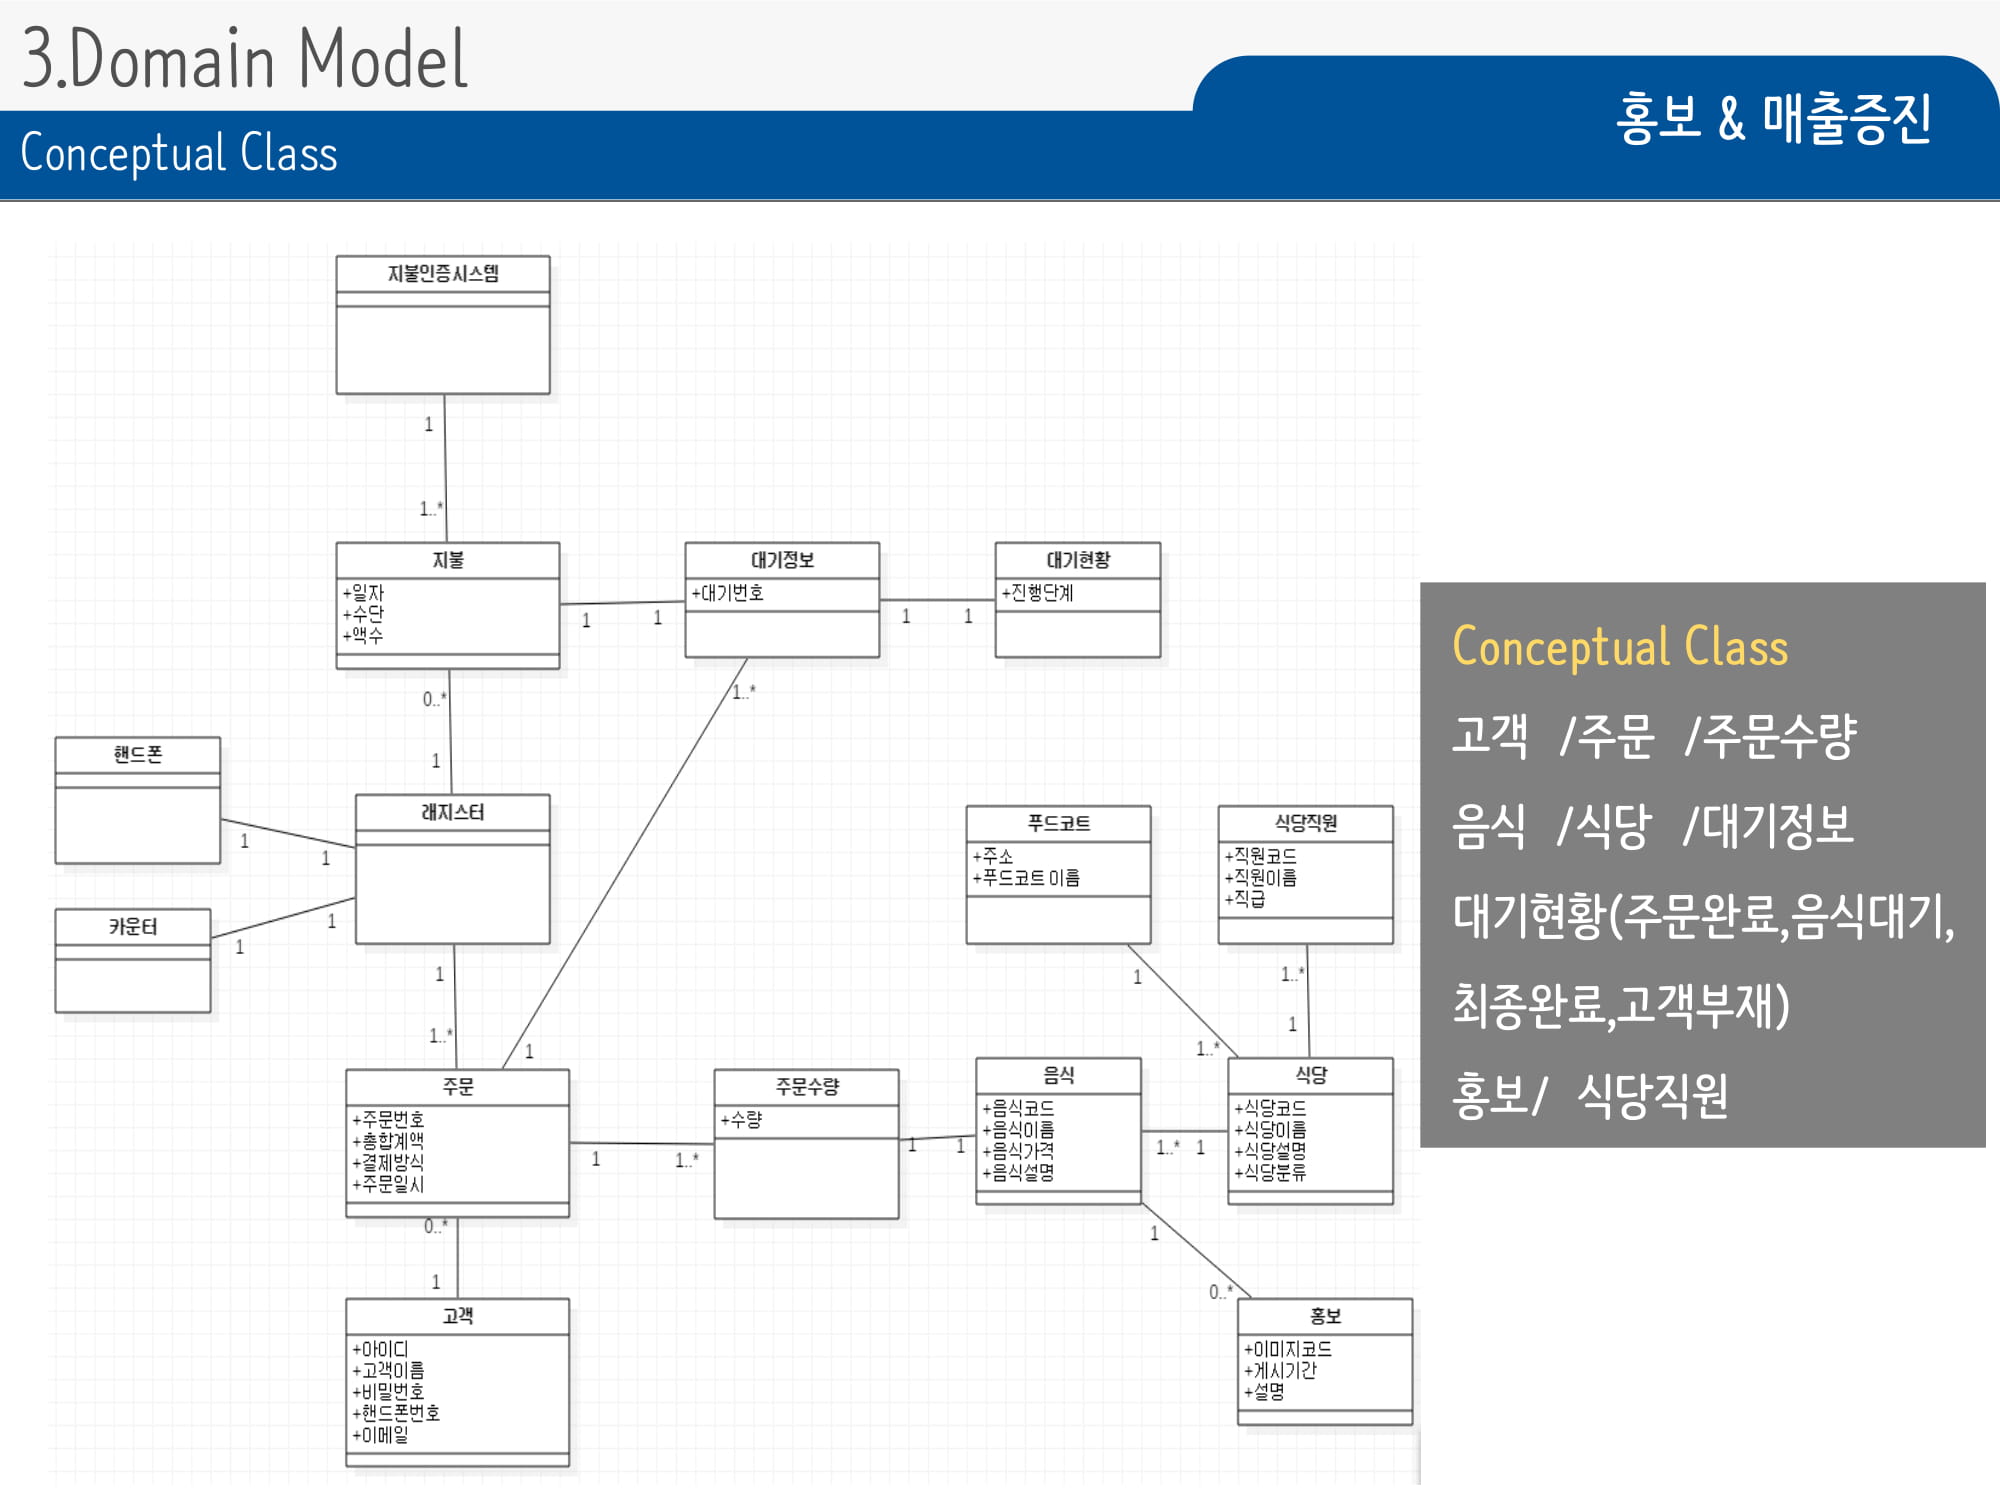 3.Domain Model
홍보 & 매출증진
Conceptual Class
지불인증시스템
1
1..*
지불
+일자
+수단
+액수
1
1
대기정보
+대기번호
1
1
대기현황
+진행단계
0..*
1
1..*
핸드폰
1
1
래지스터
카운터
1
1
푸드코트
+주소
+푸드코트 이름
식당직원
+직원코드
+직원이름
+직급
1
1..*
1
1..*
1
1..*
1
주문
+주문번호
+총합계액
+결제방식
+주문일시
1
1..*
주문수량
+수량
1
1
음식
+음식코드
+음식이름
+음식가격
+음식설명
1..*
1
식당
+식당코드
+식당이름
+식당설명
+식당분류
0..*
1
1
0..*
고객
+아이디
+고객이름
+비밀번호
+핸드폰번호
+이메일
홍보
+이미지코드
+게시기간
+설명
Conceptual Class
고객 /주문 /주문수량
음식 /식당 /대기정보
대기현황(주문완료,음식대기,
최종완료,고객부재)
홍보/ 식당직원